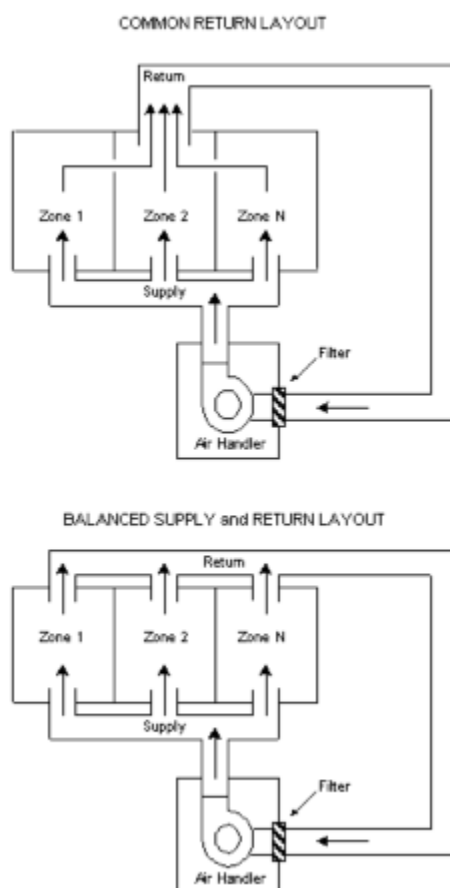 COMMON RETURN LAYOUT
Return
Zone 1
Zone 2
Zone N
Supply
Filter
Air Handler
BALANCED SUPPLY and RETURN LAYOUT
Return
Zone 1
Zone 2
Zone N
Supply
Filter
Air Handler